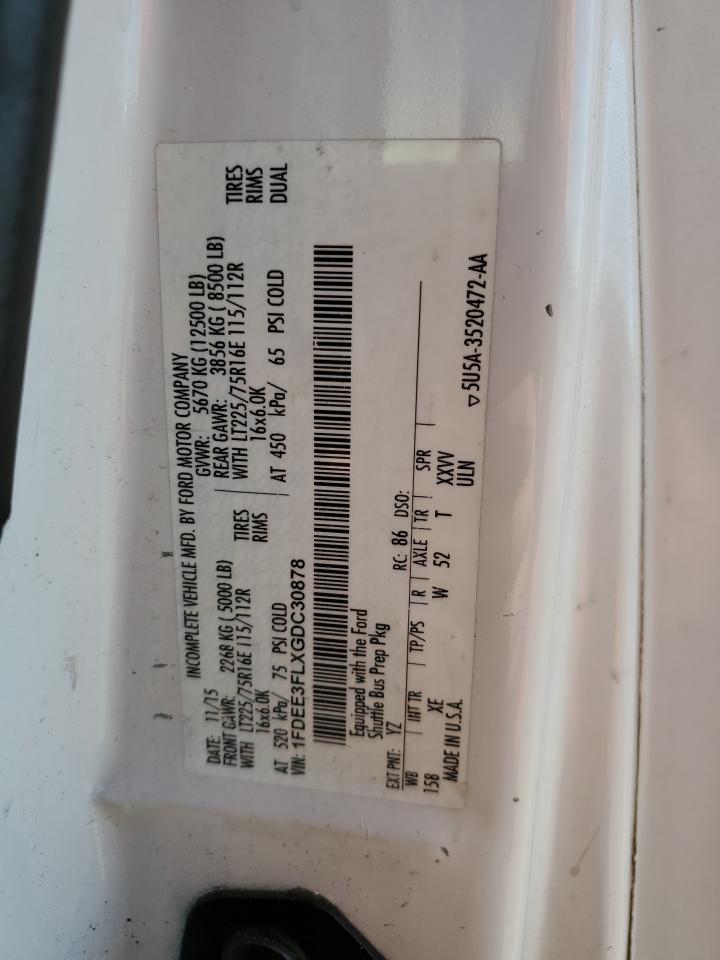 INCOMPLETE VEHICLE MFD. BY FORD MOTOR COMPANY
DATE: 11/15 GVWR: 5670 KG (12500 LB)
FRONT GAWR: 2268 KG ( 5000 LB) REAR GAWR: 3856 KG ( 8500 LB)
WITH LT225/75R16E 115/112R TIRES WITH LT225/75R16E 115/112R TIRES
16x6.0K RIMS 16x6.0K RIMS
AT 520 kPa/ 75 PSI COLD AT 450 kPa/ 65 PSI COLD DUAL
VIN: 1FDEE3FLXGDC30878
Equipped with the Ford
Shuttle Bus Prep Pkg
EXT PNT: YZ RC: 86 DSO:
WB INT TR TP/PS R AXLE TR SPR
158 XE W 52 T XXVV
MADE IN U.S.A. ULN
▽5U5A-3520472-AA